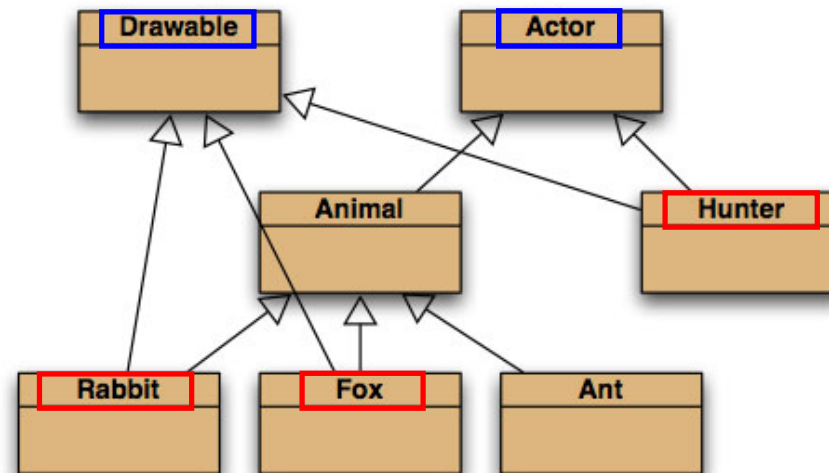 Drawable
Actor
Animal
Hunter
Rabbit
Fox
Ant